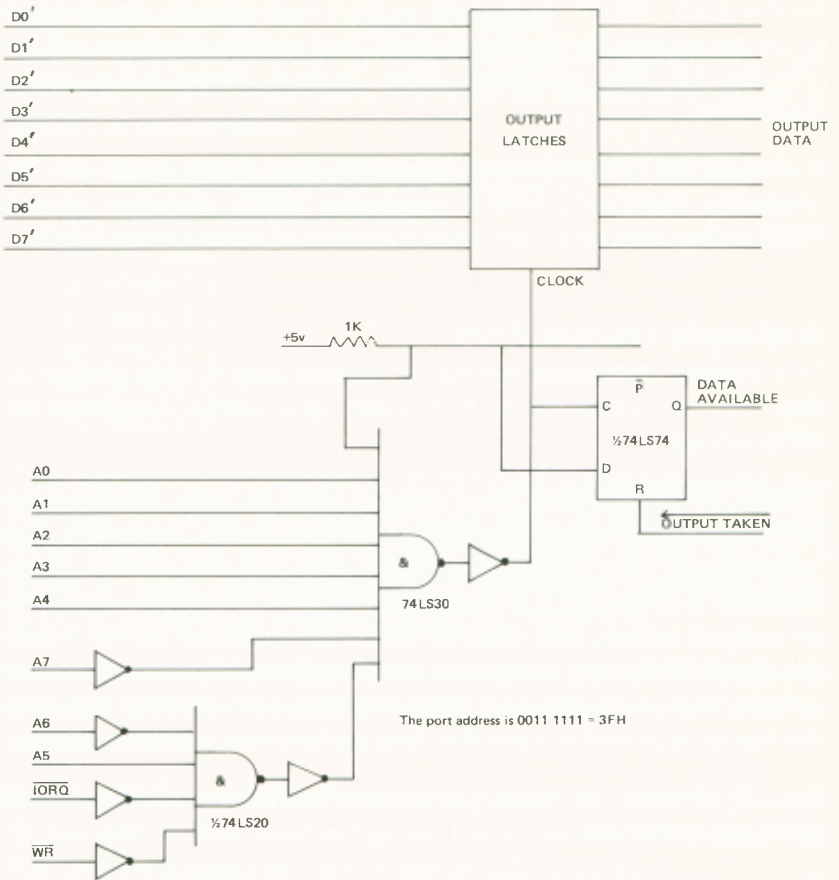 D0′
D1′
D2′
D3′
D4′
D5′
D6′
D7′
OUTPUT
LATCHES
OUTPUT
DATA
CLOCK
+5v
1K
P̅
C
Q
DATA
AVAILABLE
½74LS74
D
R
OUTPUT TAKEN
A0
A1
A2
A3
A4
&
74LS30
A7
The port address is 0011 1111 = 3FH
A6
A5
I̅O̅R̅Q̅
W̅R̅
&
½74LS20